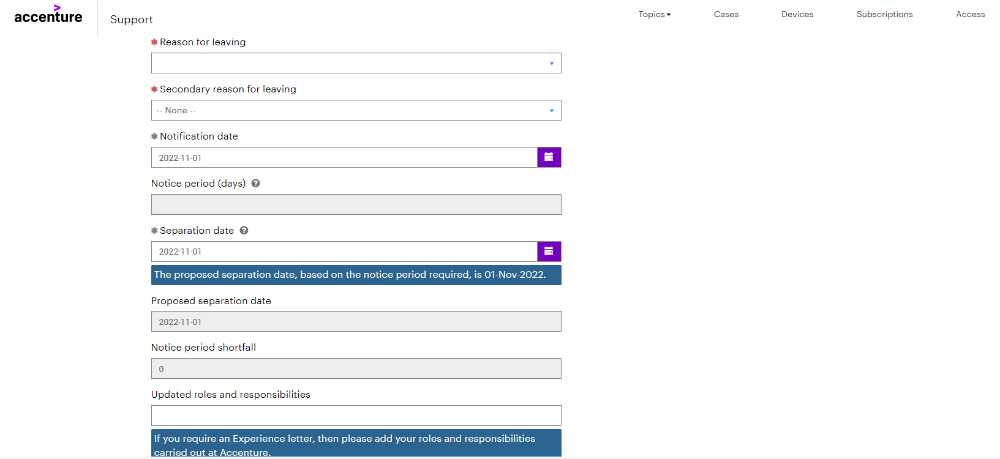 accenture
Support
Topics
Cases
Devices
Subscriptions
Access
* Reason for leaving
* Secondary reason for leaving
-- None --
* Notification date
2022-11-01
Notice period (days) ?
* Separation date ?
2022-11-01
The proposed separation date, based on the notice period required, is 01-Nov-2022.
Proposed separation date
2022-11-01
Notice period shortfall
0
Updated roles and responsibilities
If you require an Experience letter, then please add your roles and responsibilities
carried out at Accenture.